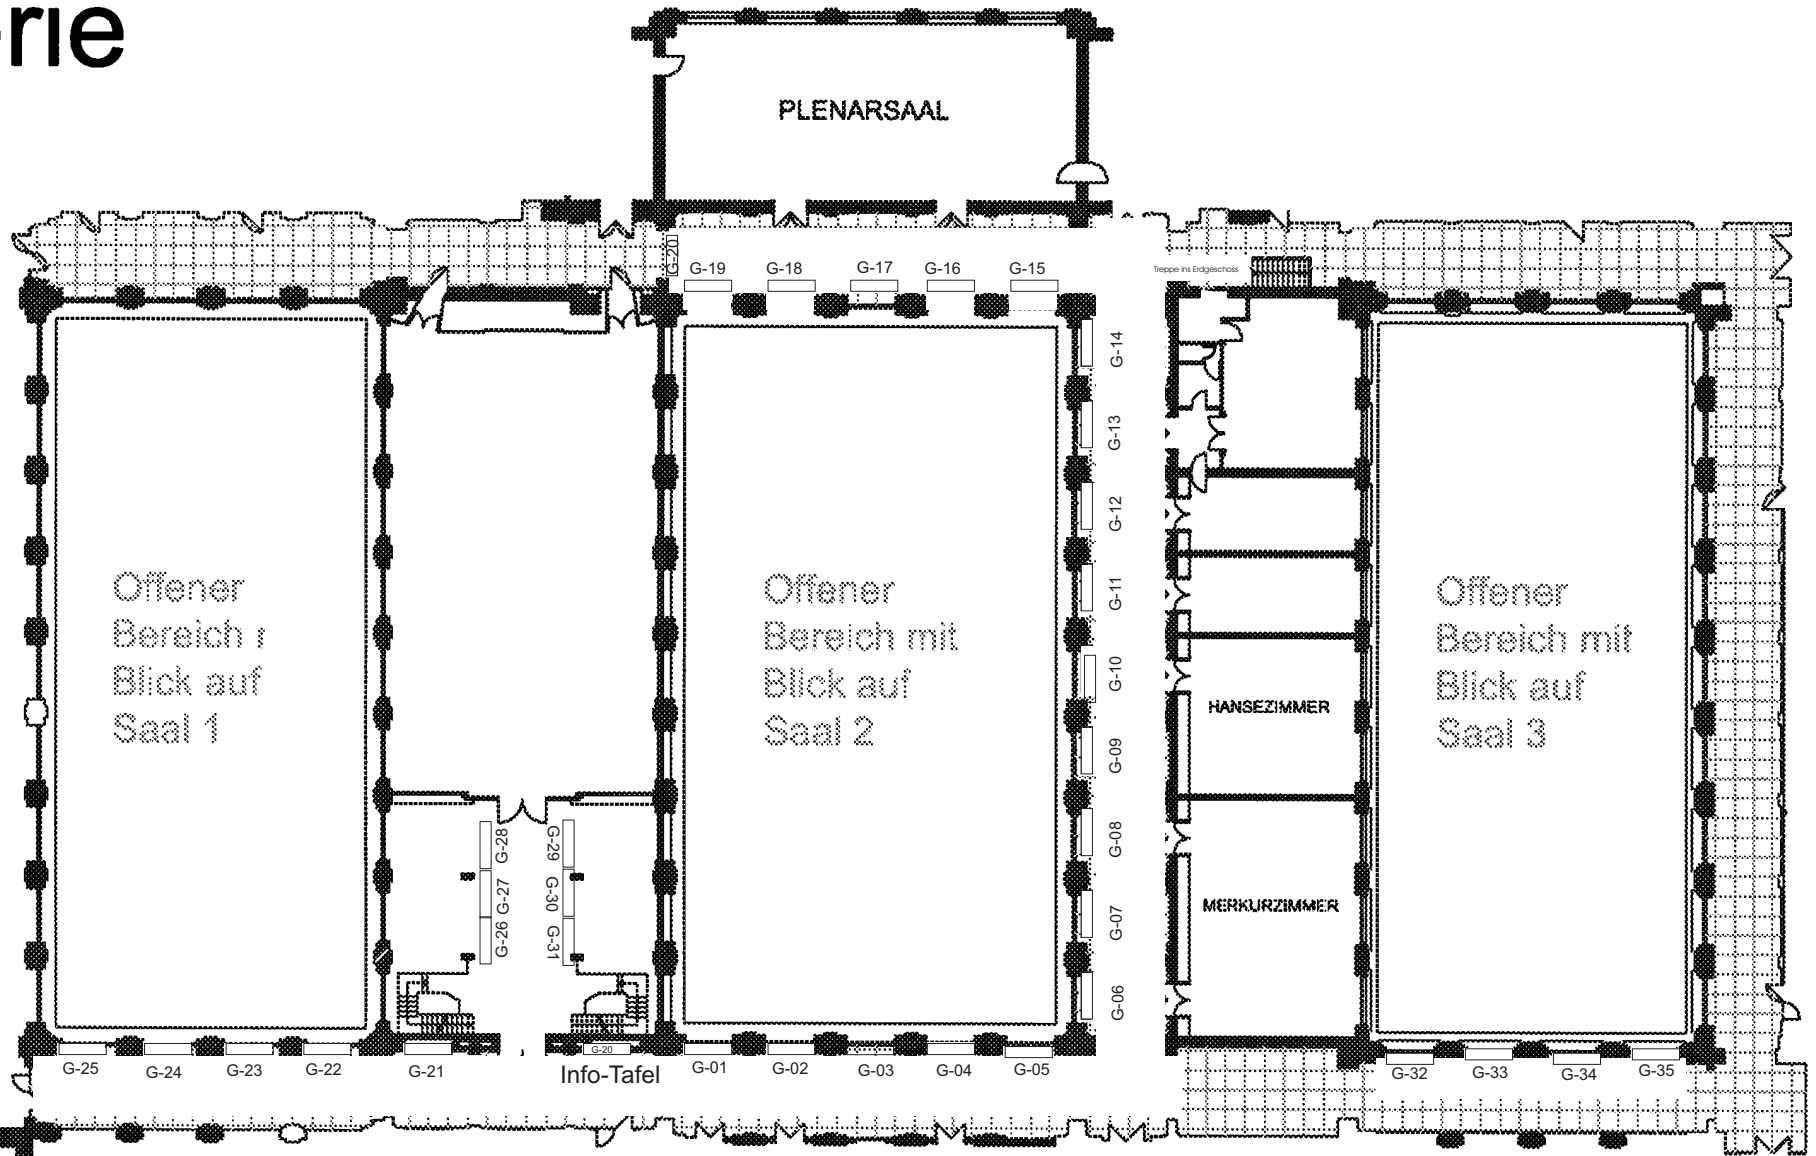 erie
PLENARSAAL
G-20
G-19
G-18
G-17
G-16
G-15
Treppe ins Erdgeschoss
G-14
G-13
G-12
G-11
G-10
G-09
G-08
G-07
G-06
Offener
Bereich
Blick auf
Saal 1
Offener
Bereich mit
Blick auf
Saal 2
Offener
Bereich mit
Blick auf
Saal 3
HANSEZIMMER
MERKURZIMMER
G-28
G-27
G-26
G-29
G-30
G-31
G-20
Info-Tafel
G-25
G-24
G-23
G-22
G-21
G-01
G-02
G-03
G-04
G-05
G-32
G-33
G-34
G-35